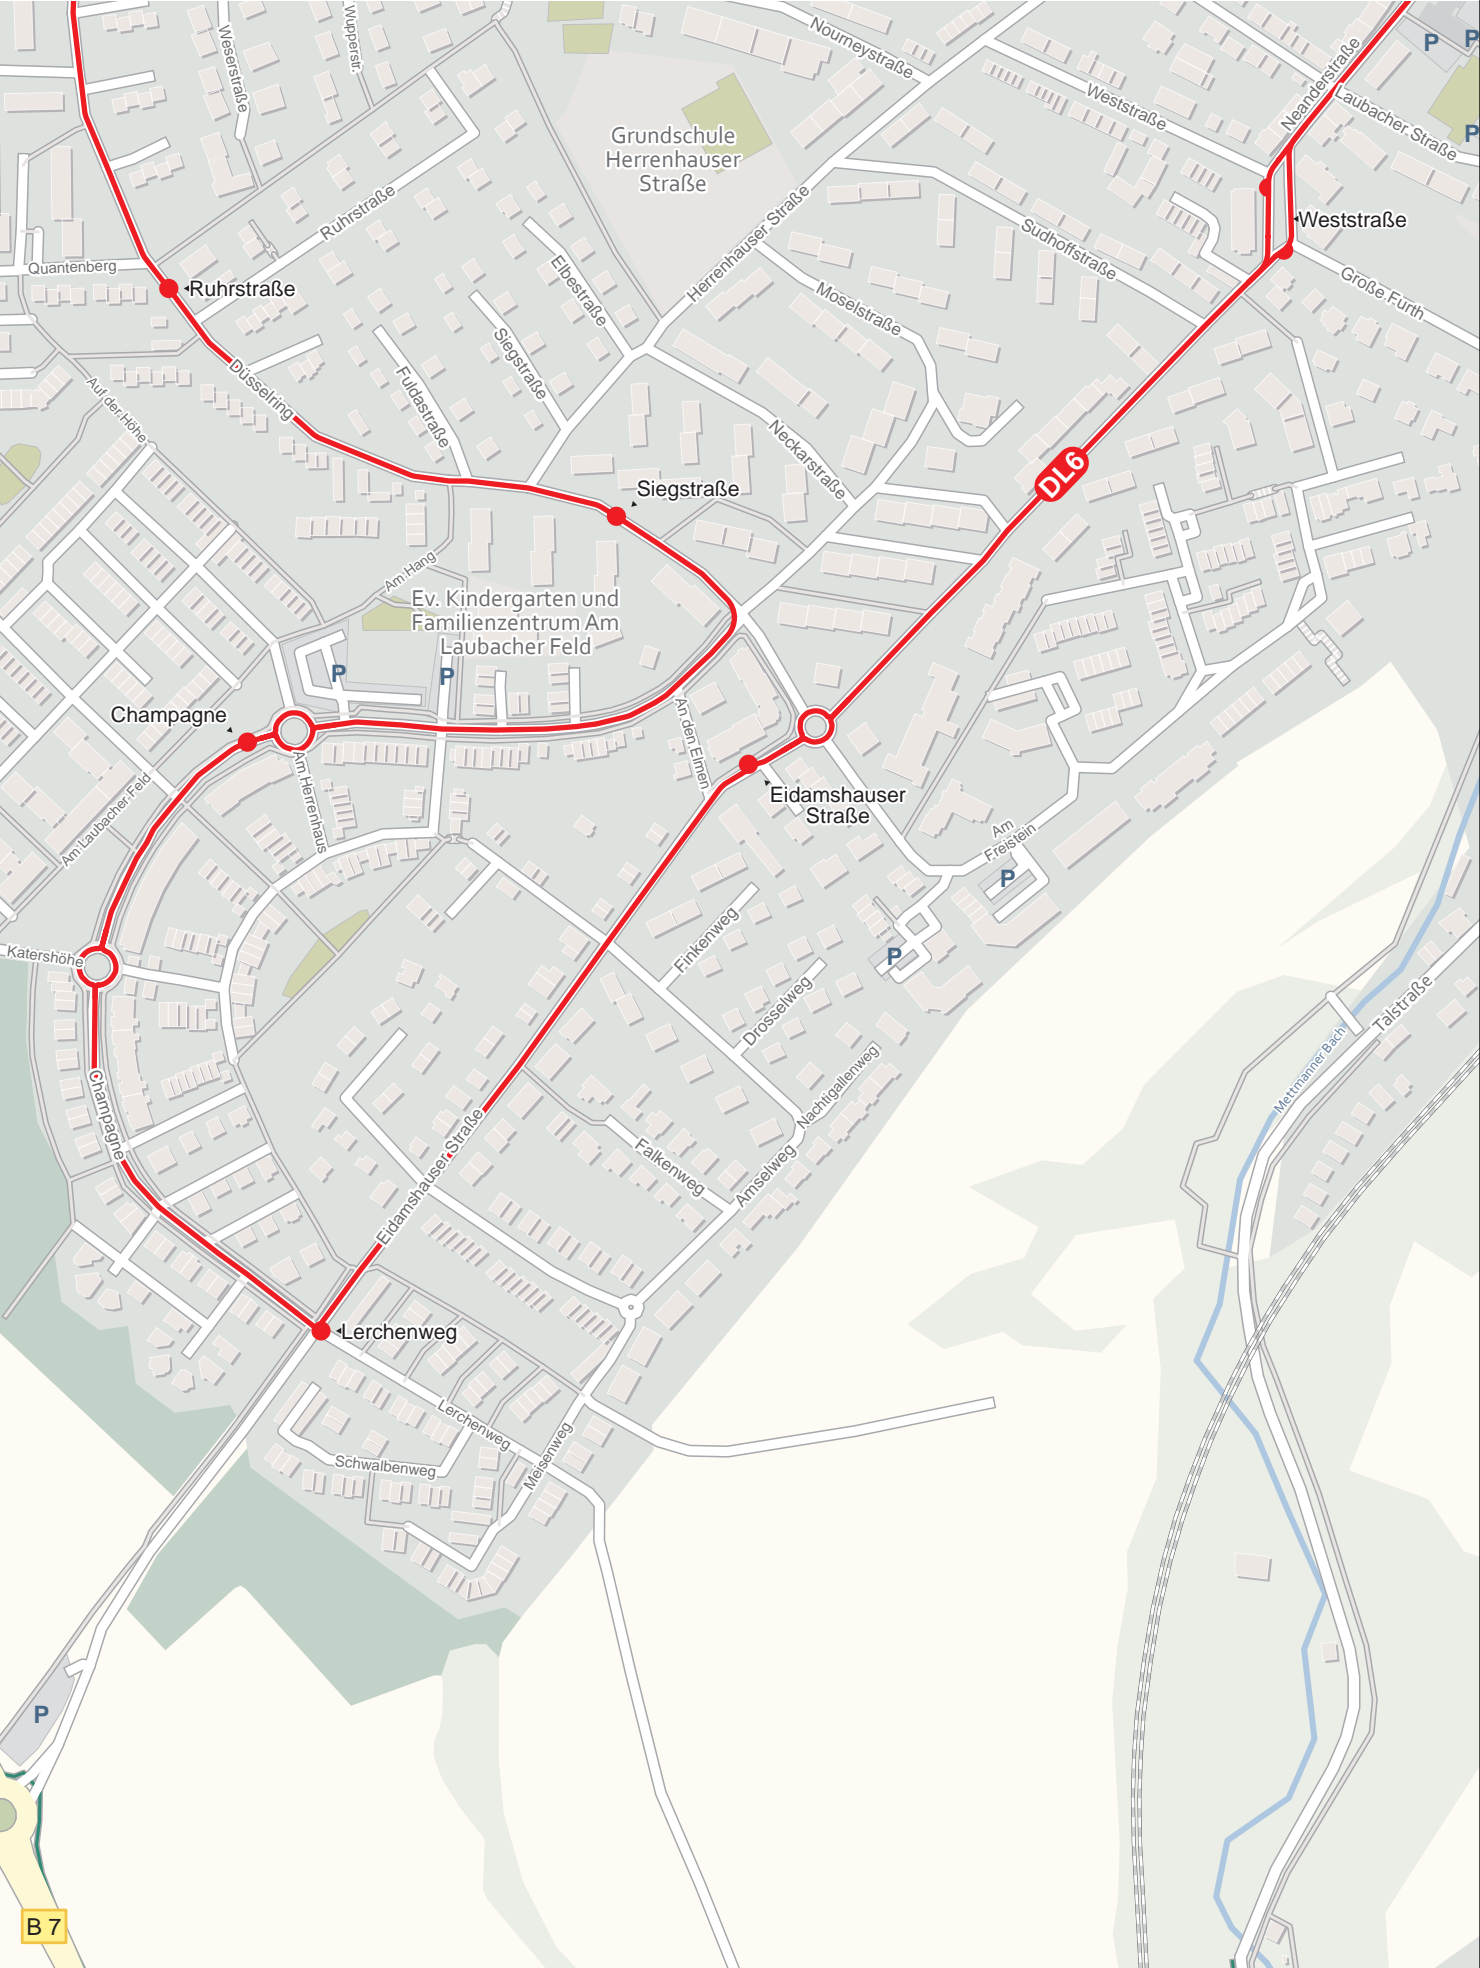 Weserstraße
Wupperstr.
Nourneystraße
Neanderstraße
P
P
Weststraße
Laubacher Straße
P
Grundschule
Herrenhauser
Straße
Ruhrstraße
Herrenhauser Straße
Sudhoffstraße
Weststraße
Quantenberg
Ruhrstraße
Elbestraße
Große Furth
Moselstraße
Siegstraße
Fuldastraße
Düsselring
Auf der Höhe
Neckarstraße
DL6
Siegstraße
Am Hang
Ev. Kindergarten und
Familienzentrum Am
Laubacher Feld
P
P
Champagne
An den Elmen
Am Herrenhaus
Am Laubacher Feld
Eidamshauser
Straße
Am
Freistein
P
Katershöhe
Finkenweg
P
Drosselweg
Talstraße
Mettmanner Bach
Nachtigallenweg
Champagne
Eidamshauser Straße
Falkenweg
Amselweg
Lerchenweg
Lerchenweg
Schwalbenweg
Meisenweg
P
B 7